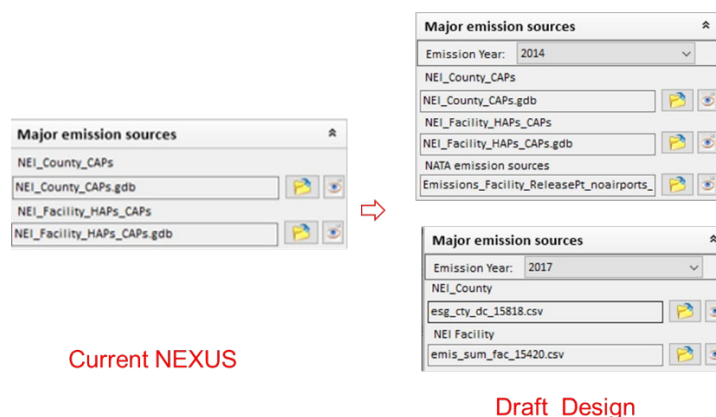 Major emission sources
NEI_County_CAPs
NEI_County_CAPs.gdb
NEI_Facility_HAPs_CAPs
NEI_Facility_HAPs_CAPs.gdb
Current NEXUS
Major emission sources
Emission Year: 2014
NEI_County_CAPs
NEI_County_CAPs.gdb
NEI_Facility_HAPs_CAPs
NEI_Facility_HAPs_CAPs.gdb
NATA emission sources
Emissions_Facility_ReleasePt_noairports_
Major emission sources
Emission Year: 2017
NEI_County
esg_cty_dc_15818.csv
NEI Facility
emis_sum_fac_15420.csv
Draft Design